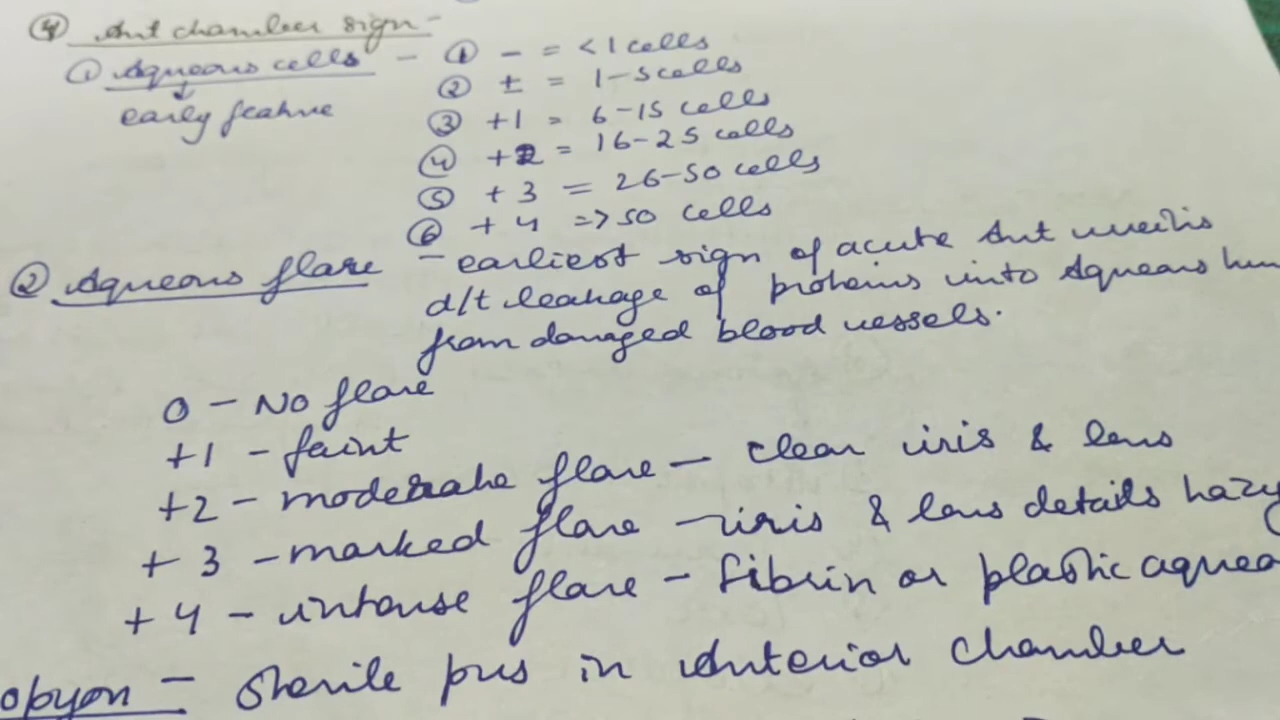 ④ Ant chamber sign -
① Aqueous cells - ① - = < 1 cells
② ± = 1-5 cells
early feature
③ +1 = 6-15 cells
④ +2 = 16-25 cells
⑤ +3 = 26-50 cells
⑥ +4 => 50 cells
② Aqueous flare - earliest sign of acute Ant uveitis
d/t leakage of proteins into Aqueous hum
from damaged blood vessels.
0 - No flare
+1 - faint
+2 - moderate flare - clear iris & lens
+3 - marked flare - iris & lens details hazy
+4 - intense flare - fibrin or plastic aqueo
opyon - Sterile pus in Anterior chamber